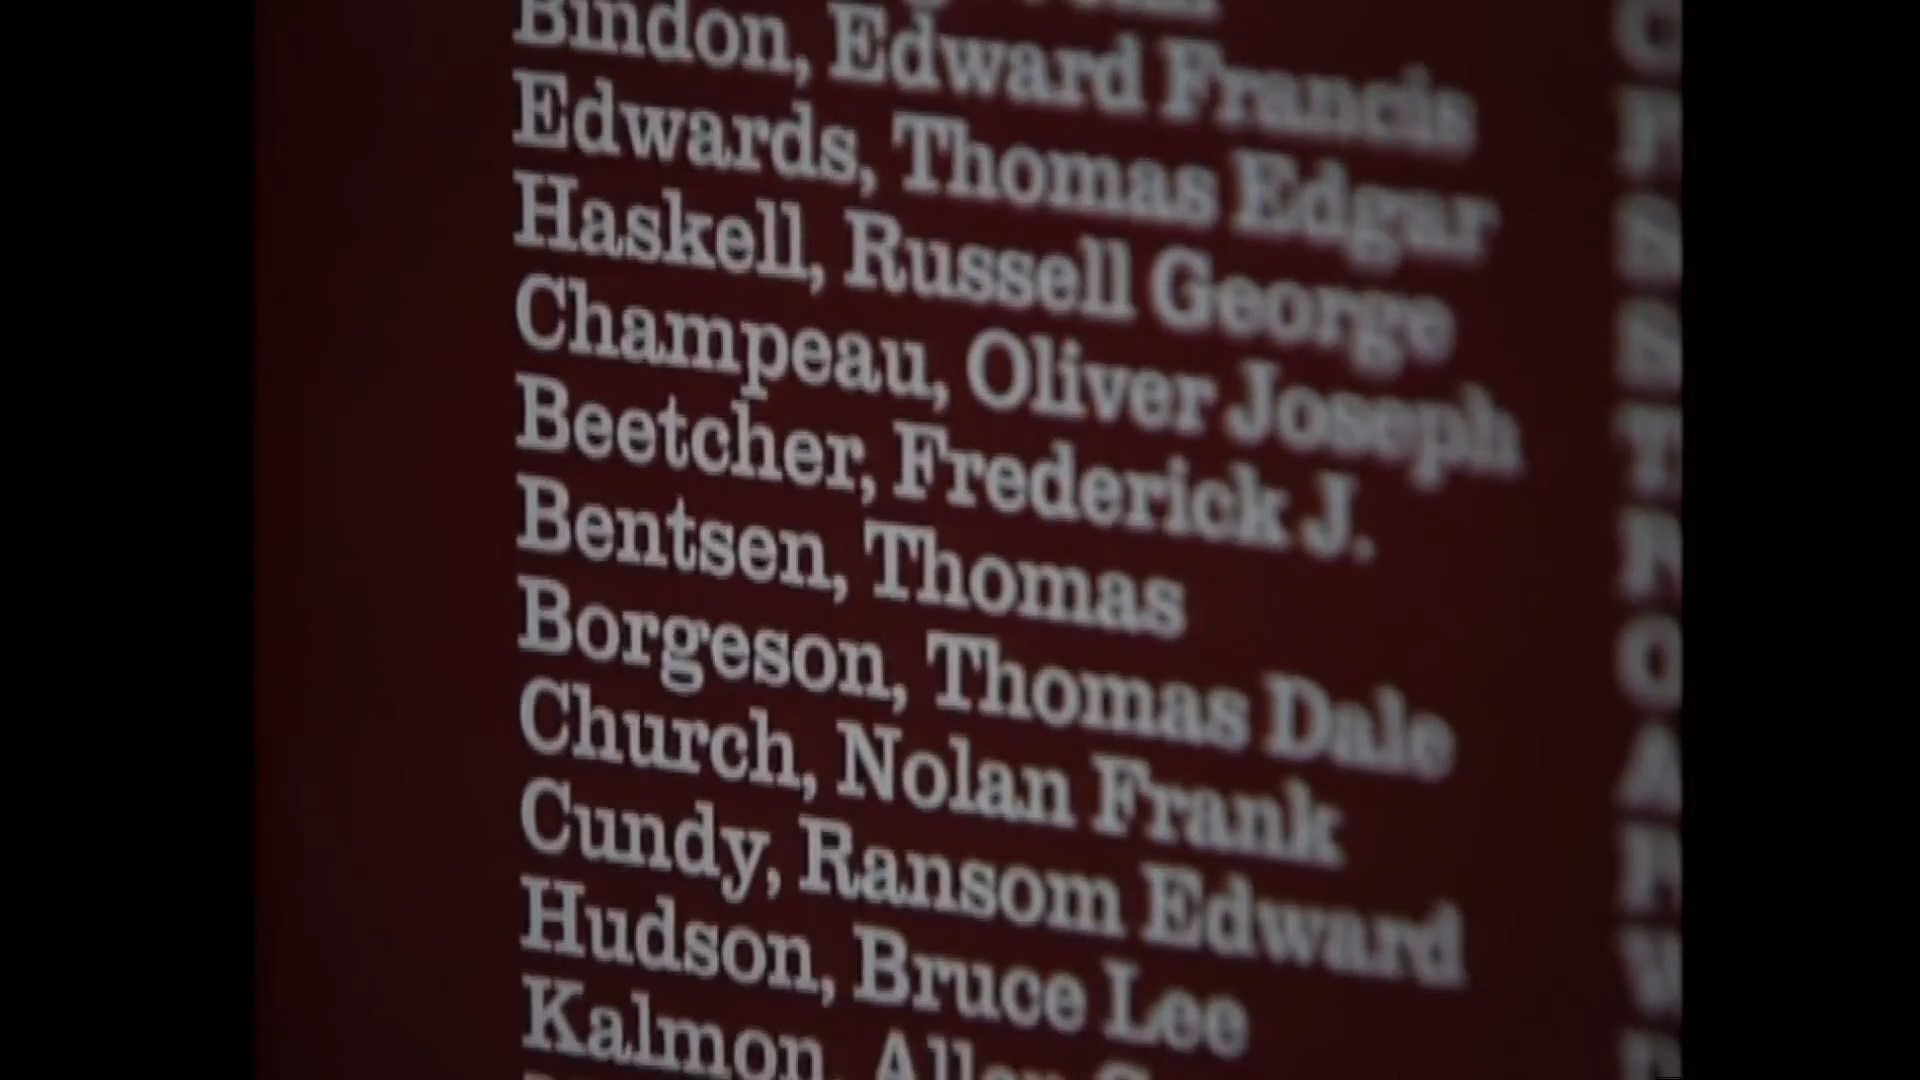 Bindon, Edward Francis
Edwards, Thomas Edgar
Haskell, Russell George
Champeau, Oliver Joseph
Beetcher, Frederick J.
Bentsen, Thomas
Borgeson, Thomas Dale
Church, Nolan Frank
Cundy, Ransom Edward
Hudson, Bruce Lee
Kalmon, Allen